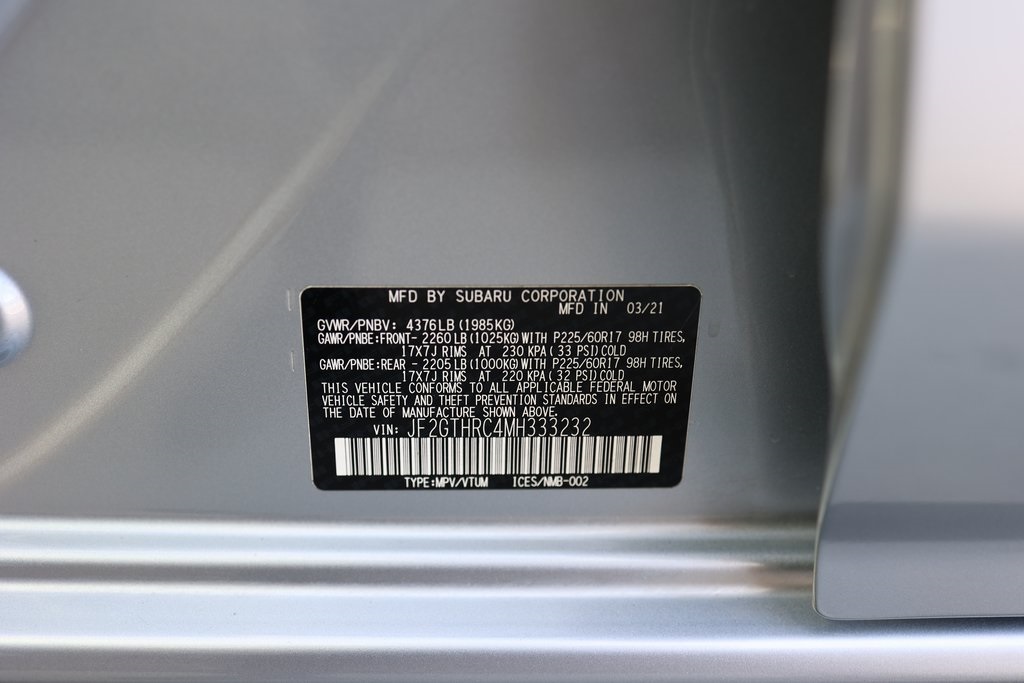 MFD BY SUBARU CORPORATION
MFD IN 03/21
GVWR/PNBV: 4376LB (1985KG)
GAWR/PNBE:FRONT- 2260LB (1025KG) WITH P225/60R17 98H TIRES,
17X7J RIMS AT 230 KPA ( 33 PSI) COLD
GAWR/PNBE:REAR - 2205LB (1000KG) WITH P225/60R17 98H TIRES,
17X7J RIMS AT 220 KPA ( 32 PSI) COLD
THIS VEHICLE CONFORMS TO ALL APPLICABLE FEDERAL MOTOR
VEHICLE SAFETY AND THEFT PREVENTION STANDARDS IN EFFECT ON
THE DATE OF MANUFACTURE SHOWN ABOVE.
VIN: JF2GTHRC4MH333232
TYPE:MPV/VTUM ICES/NMB-002